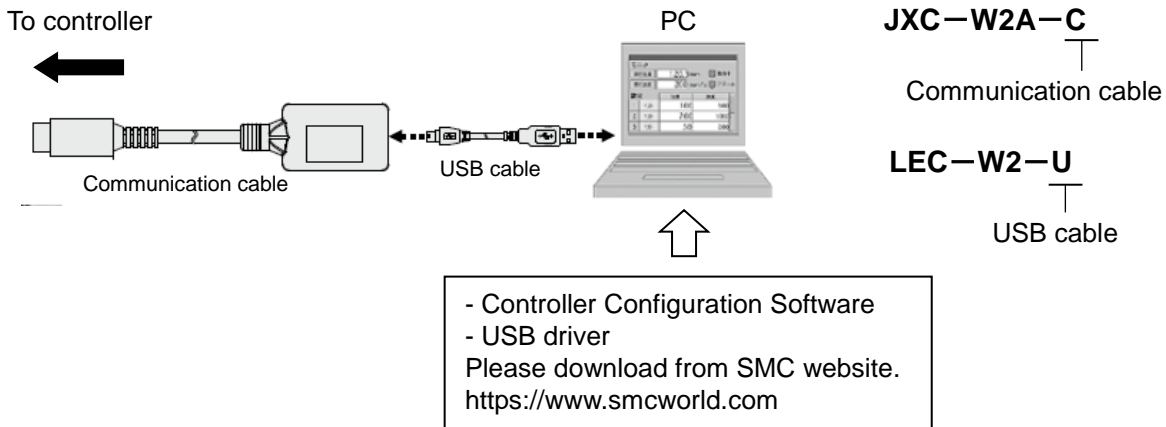 To controller
PC
JXC－W2A－C
Communication cable
Communication cable
USB cable
LEC－W2－U
USB cable
- Controller Configuration Software
- USB driver
Please download from SMC website.
https://www.smcworld.com